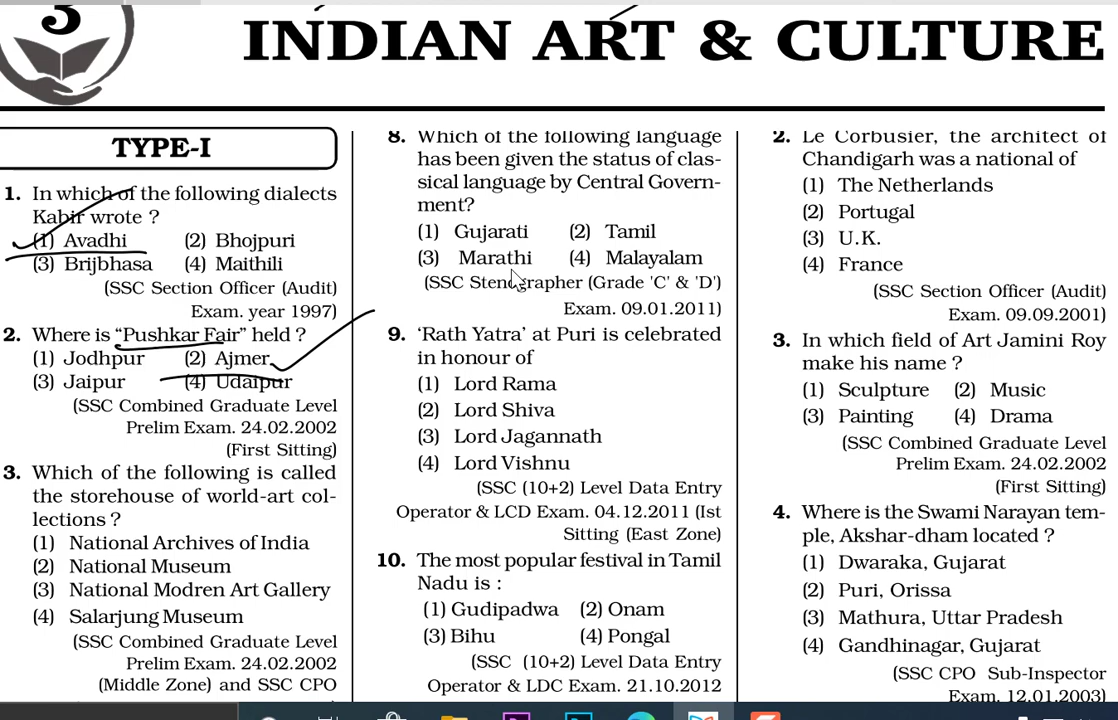 3
INDIAN ART & CULTURE
TYPE-I
1. In which of the following dialects
Kabir wrote ?
(1) Avadhi (2) Bhojpuri
(3) Brijbhasa (4) Maithili
(SSC Section Officer (Audit)
Exam. year 1997)
2. Where is “Pushkar Fair” held ?
(1) Jodhpur (2) Ajmer
(3) Jaipur (4) Udaipur
(SSC Combined Graduate Level
Prelim Exam. 24.02.2002
(First Sitting)
3. Which of the following is called
the storehouse of world-art col-
lections ?
(1) National Archives of India
(2) National Museum
(3) National Modren Art Gallery
(4) Salarjung Museum
(SSC Combined Graduate Level
Prelim Exam. 24.02.2002
(Middle Zone) and SSC CPO
8. Which of the following language
has been given the status of clas-
sical language by Central Govern-
ment?
(1) Gujarati (2) Tamil
(3) Marathi (4) Malayalam
(SSC Stenographer (Grade 'C' & 'D')
Exam. 09.01.2011)
9. ‘Rath Yatra’ at Puri is celebrated
in honour of
(1) Lord Rama
(2) Lord Shiva
(3) Lord Jagannath
(4) Lord Vishnu
(SSC (10+2) Level Data Entry
Operator & LCD Exam. 04.12.2011 (Ist
Sitting (East Zone)
10. The most popular festival in Tamil
Nadu is :
(1) Gudipadwa (2) Onam
(3) Bihu (4) Pongal
(SSC (10+2) Level Data Entry
Operator & LDC Exam. 21.10.2012
2. Le Corbusier, the architect of
Chandigarh was a national of
(1) The Netherlands
(2) Portugal
(3) U.K.
(4) France
(SSC Section Officer (Audit)
Exam. 09.09.2001)
3. In which field of Art Jamini Roy
make his name ?
(1) Sculpture (2) Music
(3) Painting (4) Drama
(SSC Combined Graduate Level
Prelim Exam. 24.02.2002
(First Sitting)
4. Where is the Swami Narayan tem-
ple, Akshar-dham located ?
(1) Dwaraka, Gujarat
(2) Puri, Orissa
(3) Mathura, Uttar Pradesh
(4) Gandhinagar, Gujarat
(SSC CPO Sub-Inspector
Exam. 12.01.2003)